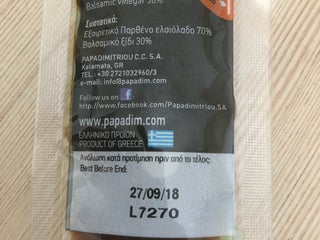 Balsamic vinegar 30%
Συστατικά:
Εξαιρετικό Παρθένο ελαιόλαδο 70%
Βαλσαμικό ξίδι 30%
PAPADIMITRIOU C.C. S.A.
Kalamata, GR
TEL.: +30 2721032960/3
e-mail: info@papadim.com
Follow us on f
http://www.facebook.com/Papadimitriou.SA
www.papadim.com
ΕΛΛΗΝΙΚΟ ΠΡΟΪΟΝ
PRODUCT OF GREECE
Ανάλωση κατά προτίμηση πριν από το τέλος:
Best Before End:
27/09/18
L7270